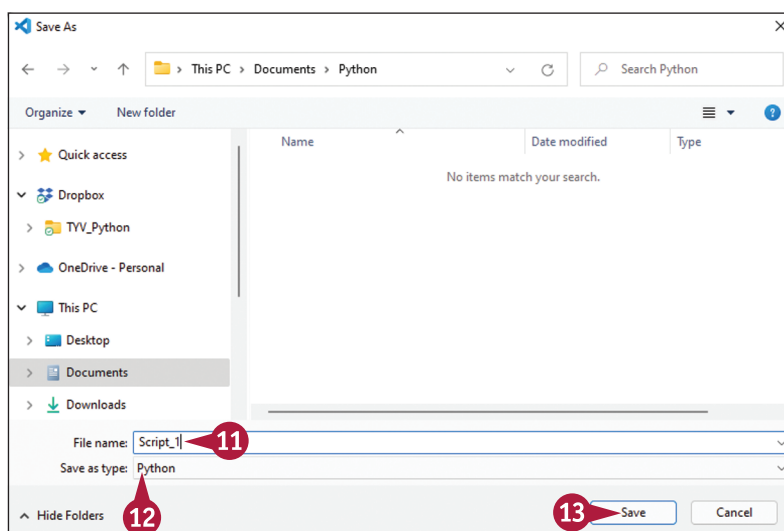 Save As
This PC > Documents > Python
Search Python
Organize New folder
?
Name Date modified Type
No items match your search.
Quick access
Dropbox
TYV_Python
OneDrive - Personal
This PC
Desktop
Documents
Downloads
File name: Script_1 11
Save as type: Python
12
Hide Folders
13 Save Cancel